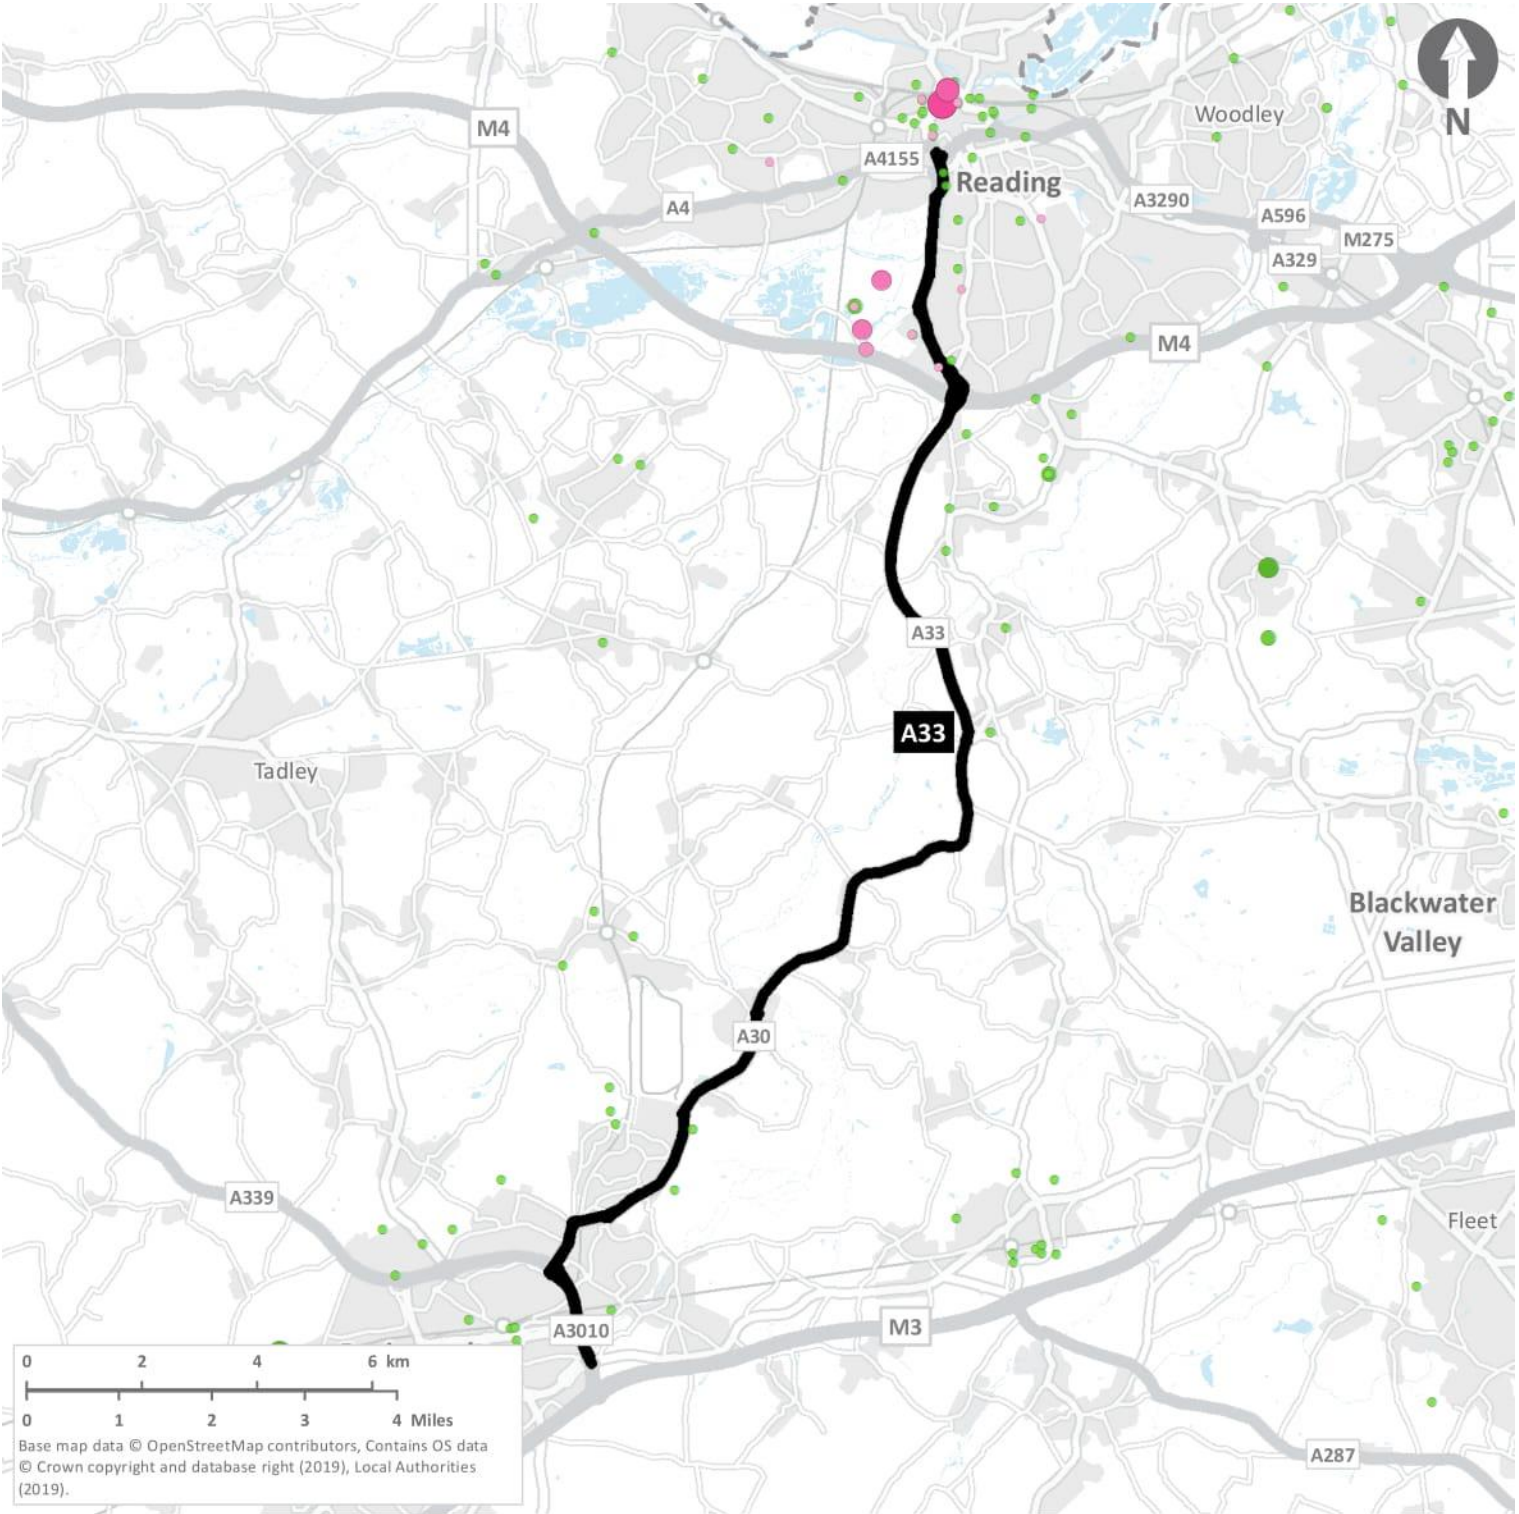 M4
Woodley
N
A4155
Reading
A4
A3290
A596
M275
A329
M4
A33
A33
Tadley
Blackwater
Valley
A30
A339
Fleet
A3010
M3
0 2 4 6 km
0 1 2 3 4 Miles
Base map data © OpenStreetMap contributors, Contains OS data
© Crown copyright and database right (2019), Local Authorities
(2019).
A287